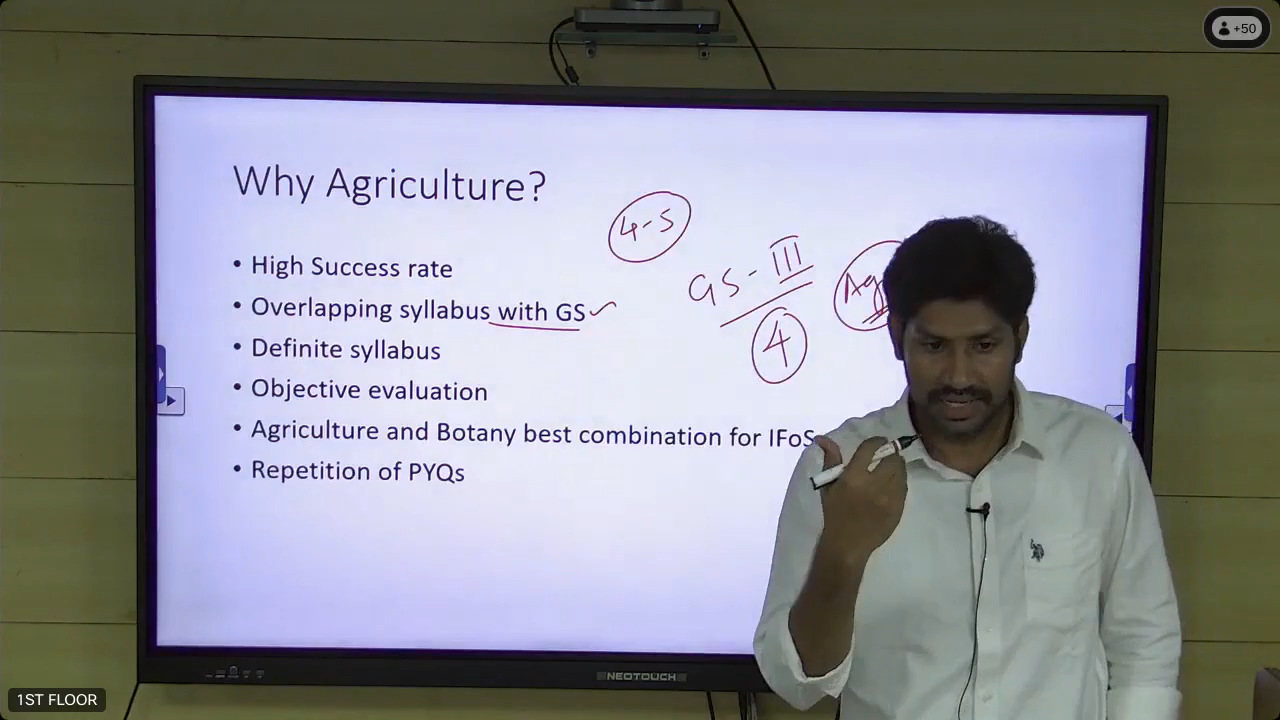 +50
Why Agriculture?
4-5
GS-III
Ag
4
• High Success rate
• Overlapping syllabus with GS
• Definite syllabus
• Objective evaluation
• Agriculture and Botany best combination for IFoS
• Repetition of PYQs
NEOTOUCH
1ST FLOOR